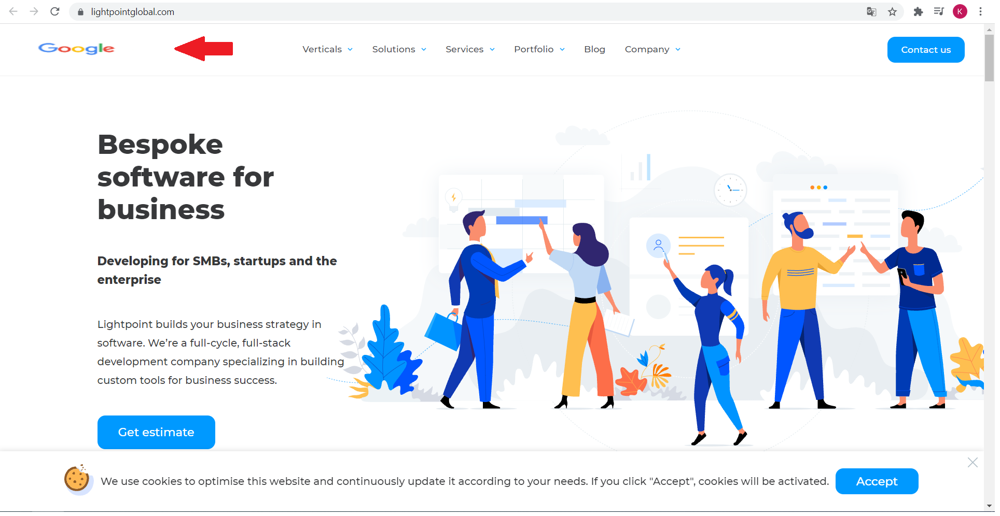 lightpointglobal.com
K
Google
Verticals
Solutions
Services
Portfolio
Blog
Company
Contact us
Bespoke
software for
business
Developing for SMBs, startups and the
enterprise
Lightpoint builds your business strategy in
software. We’re a full-cycle, full-stack
development company specializing in building
custom tools for business success.
Get estimate
We use cookies to optimise this website and continuously update it according to your needs. If you click "Accept", cookies will be activated.
Accept